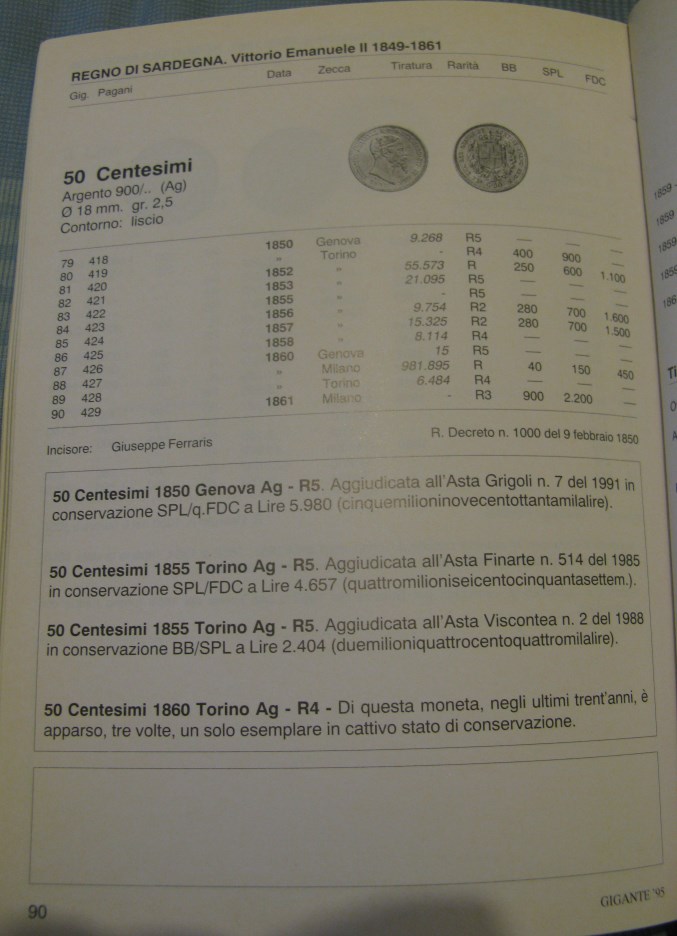 REGNO DI SARDEGNA. Vittorio Emanuele II 1849-1861
Gig. Pagani Data Zecca Tiratura Rarità BB SPL FDC
50 Centesimi
Argento 900/.. (Ag)
Ø 18 mm. gr. 2,5
Contorno: liscio
79 418 1850 Genova 9.268 R5 — — —
80 419 » Torino - R4 400 900 —
81 420 1852 » 55.573 R 250 600 1.100
82 421 1853 » 21.095 R5 — — —
83 422 1855 » - R5 — — —
84 423 1856 » 9.754 R2 280 700 1.600
85 424 1857 » 15.325 R2 280 700 1.500
86 425 1858 » 8.114 R4 — — —
87 426 1860 Genova 15 R5 — — —
88 427 » Milano 981.895 R 40 150 450
89 428 » Torino 6.484 R4 — — —
90 429 1861 Milano - R3 900 2.200 —
Incisore: Giuseppe Ferraris R. Decreto n. 1000 del 9 febbraio 1850
50 Centesimi 1850 Genova Ag - R5. Aggiudicata all'Asta Grigoli n. 7 del 1991 in
conservazione SPL/q.FDC a Lire 5.980 (cinquemilioninovecentottantamilalire).
50 Centesimi 1855 Torino Ag - R5. Aggiudicata all'Asta Finarte n. 514 del 1985
in conservazione SPL/FDC a Lire 4.657 (quattromilioniseicentocinquantasettem.).
50 Centesimi 1855 Torino Ag - R5. Aggiudicata all'Asta Viscontea n. 2 del 1988
in conservazione BB/SPL a Lire 2.404 (duemilioniquattrocentoquattromilalire).
50 Centesimi 1860 Torino Ag - R4 - Di questa moneta, negli ultimi trent'anni, è
apparso, tre volte, un solo esemplare in cattivo stato di conservazione.
90 GIGANTE '95
1859 -
1859
1859
1859
186